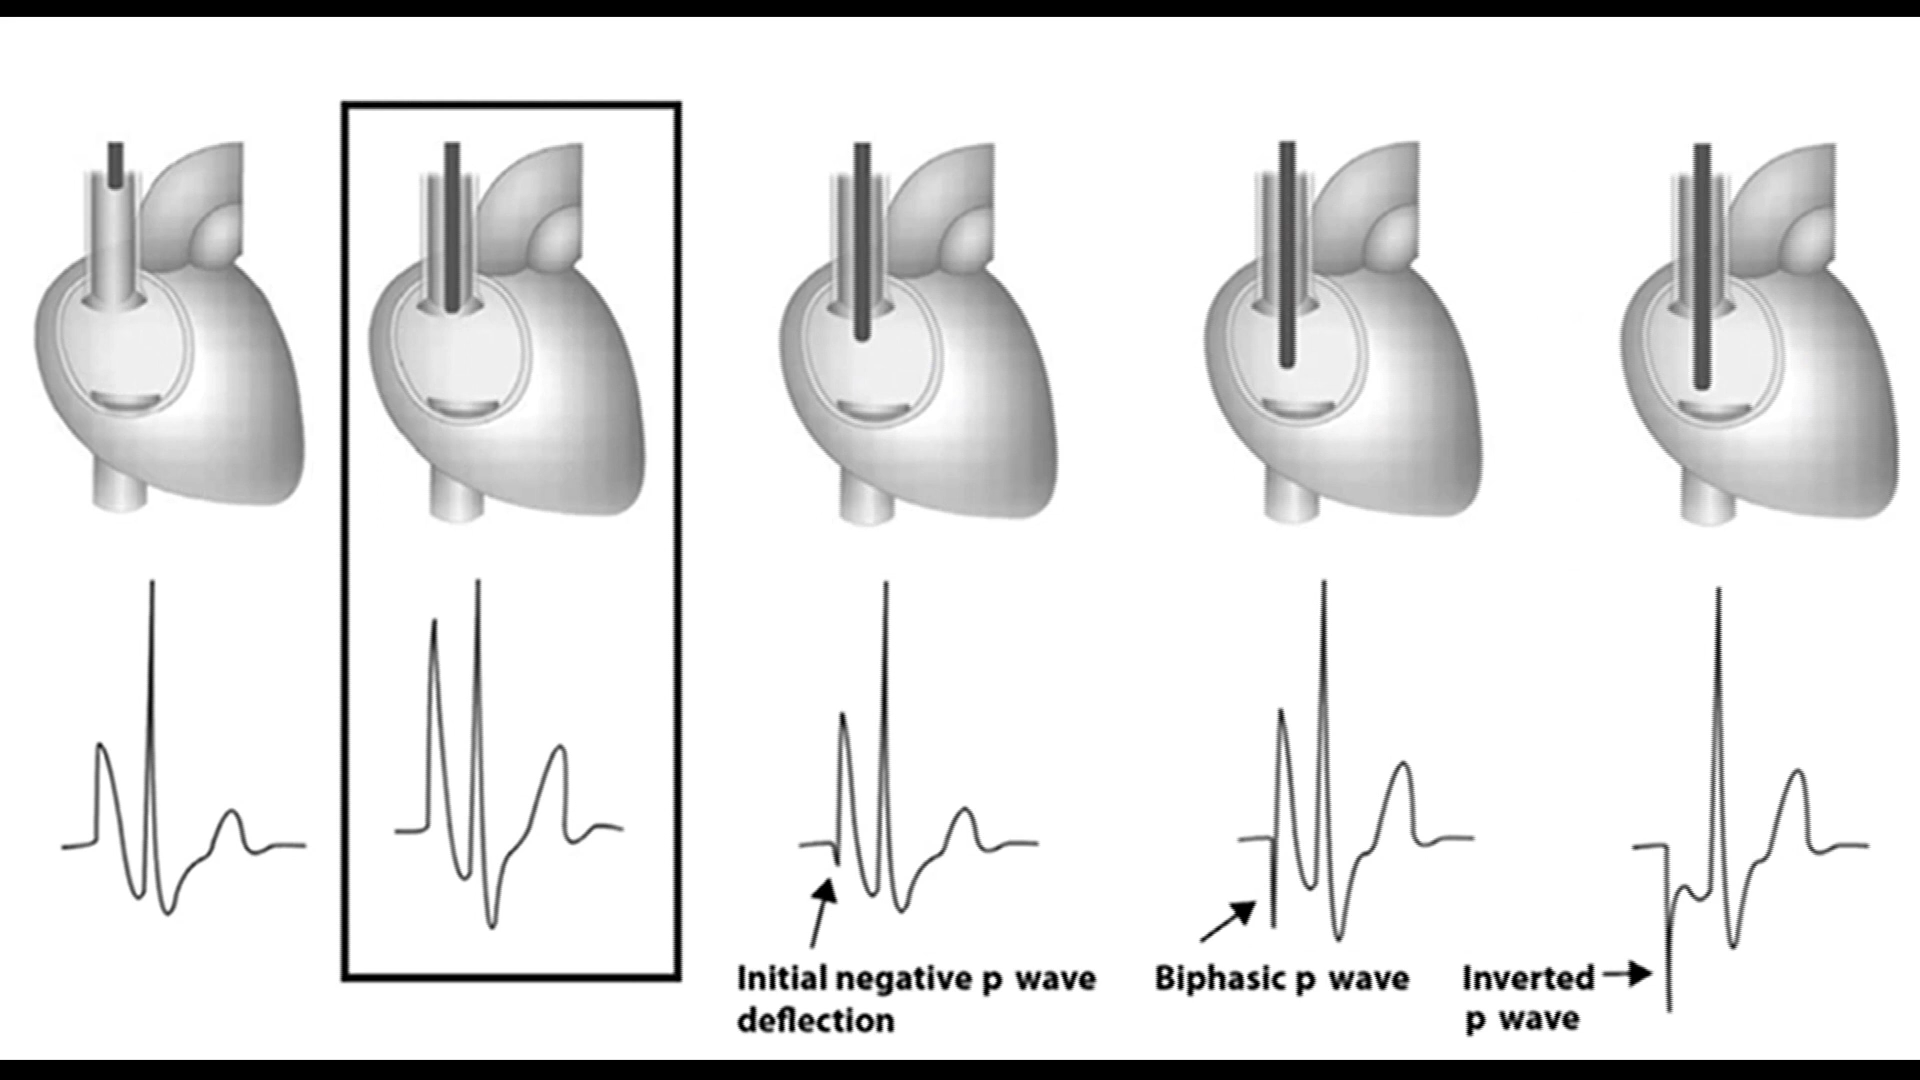 Initial negative p wave
deflection
Biphasic p wave
Inverted
p wave